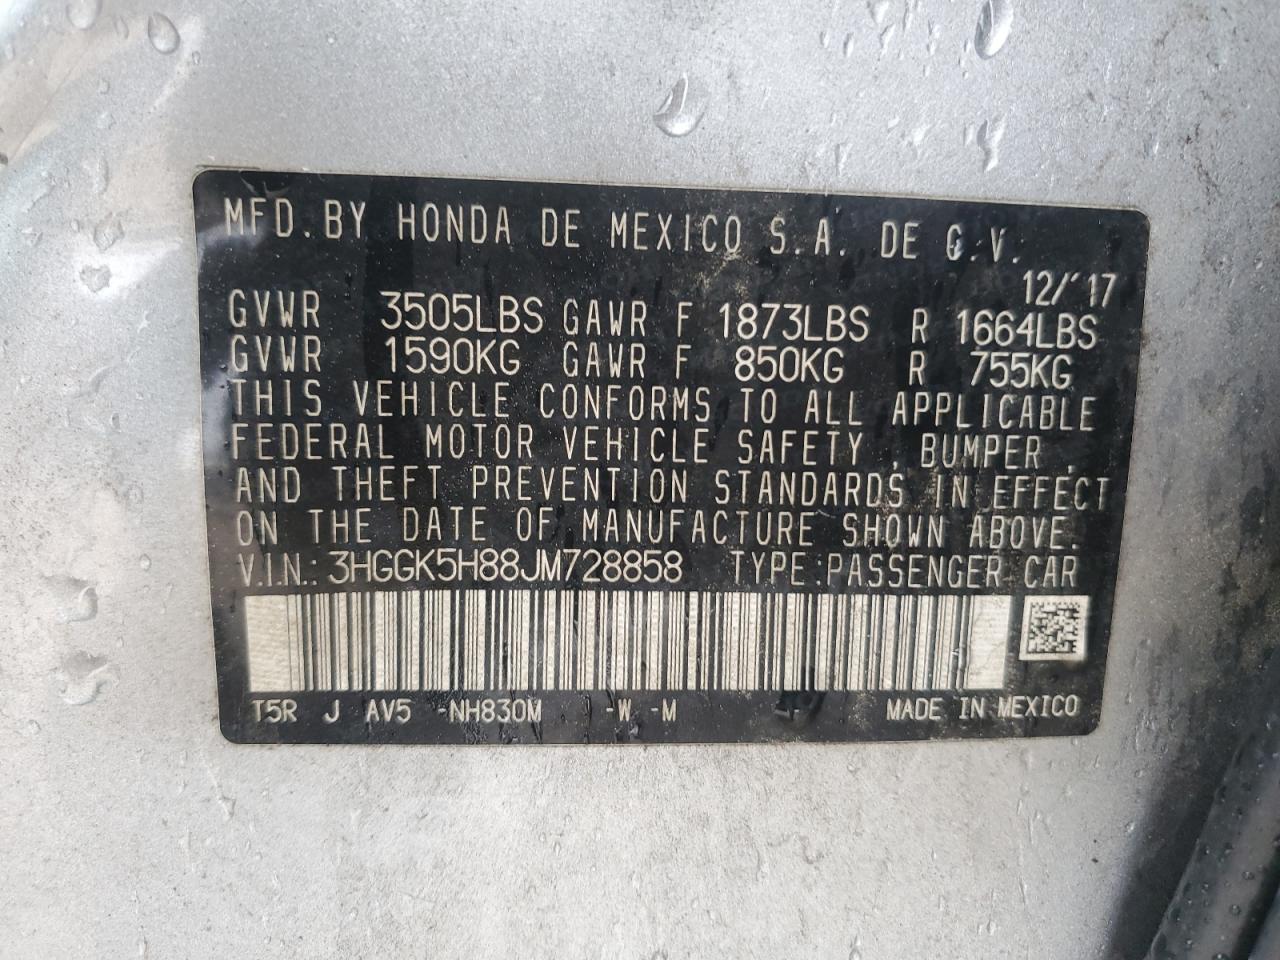 MFD. BY HONDA DE MEXICO S.A. DE C.V.
12/'17
GVWR 3505LBS GAWR F 1873LBS R 1664LBS
GVWR 1590KG GAWR F 850KG R 755KG
THIS VEHICLE CONFORMS TO ALL APPLICABLE
FEDERAL MOTOR VEHICLE SAFETY , BUMPER ,
AND THEFT PREVENTION STANDARDS IN EFFECT
ON THE DATE OF MANUFACTURE SHOWN ABOVE.
V.I.N.: 3HGGK5H88JM728858 TYPE:PASSENGER CAR
T5R J AV5 -NH830M -W -M MADE IN MEXICO